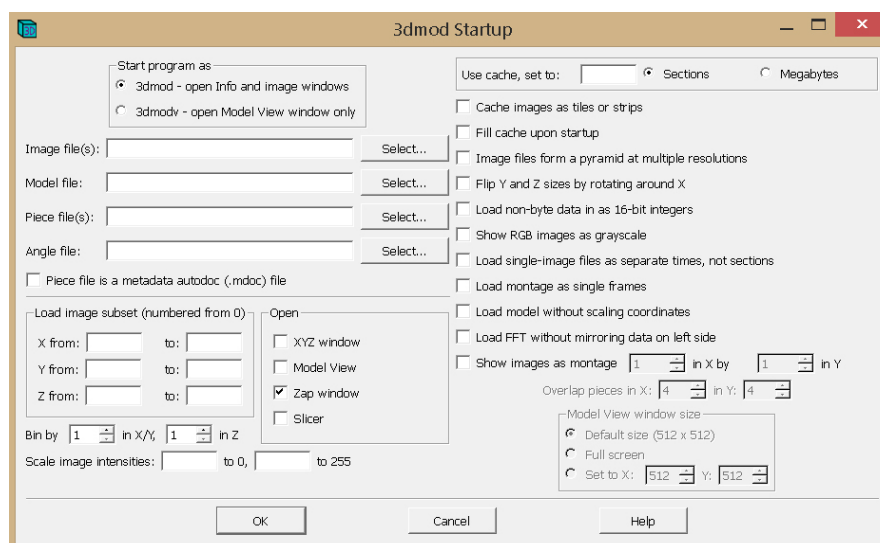 3dmod Startup
Start program as
3dmod - open Info and image windows
3dmodv - open Model View window only
Image file(s): Select...
Model file: Select...
Piece file(s): Select...
Angle file: Select...
Piece file is a metadata autodoc (.mdoc) file
Load image subset (numbered from 0)
X from: to:
Y from: to:
Z from: to:
Open
XYZ window
Model View
Zap window
Slicer
Bin by 1 in X/Y, 1 in Z
Scale image intensities: to 0, to 255
Use cache, set to: Sections Megabytes
Cache images as tiles or strips
Fill cache upon startup
Image files form a pyramid at multiple resolutions
Flip Y and Z sizes by rotating around X
Load non-byte data in as 16-bit integers
Show RGB images as grayscale
Load single-image files as separate times, not sections
Load montage as single frames
Load model without scaling coordinates
Load FFT without mirroring data on left side
Show images as montage 1 in X by 1 in Y
Overlap pieces in X: 4 in Y: 4
Model View window size
Default size (512 x 512)
Full screen
Set to X: 512 Y: 512
OK Cancel Help